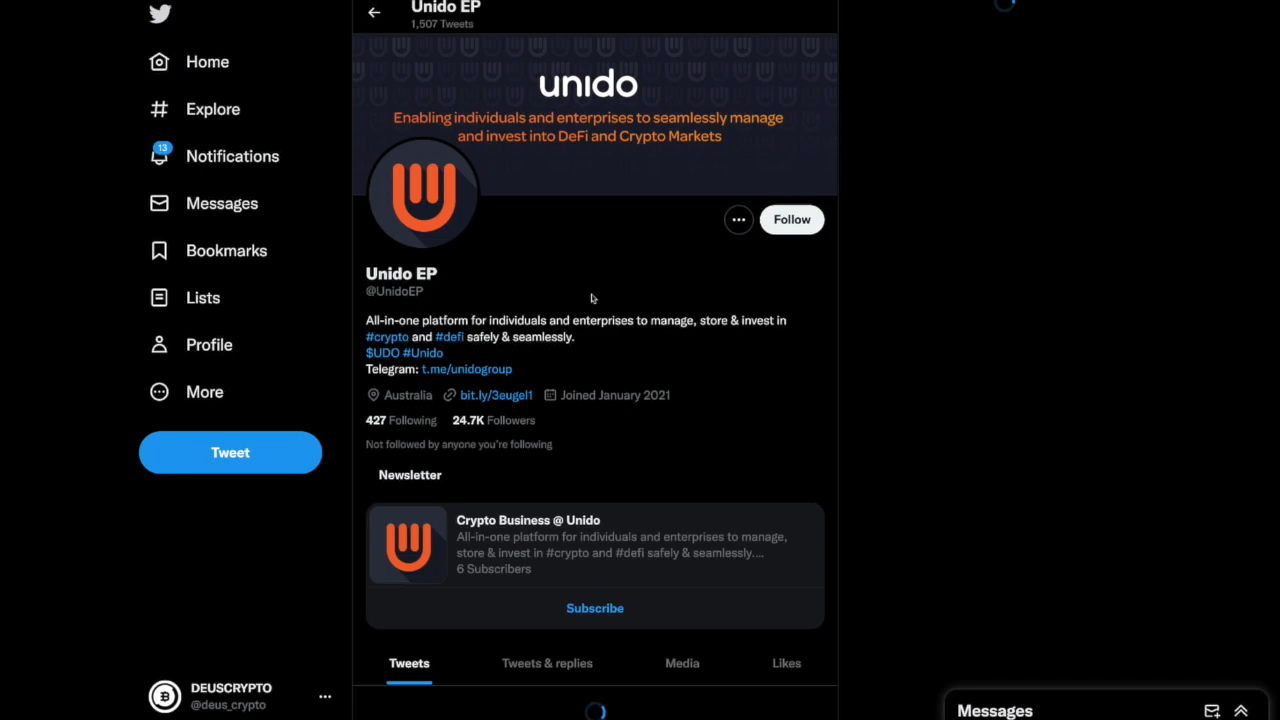 Home
Explore
13
Notifications
Messages
Bookmarks
Lists
Profile
More
Tweet
DEUSCRYPTO
@deus_crypto
Unido EP
1,507 Tweets
unido
Enabling individuals and enterprises to seamlessly manage
and invest into DeFi and Crypto Markets
Follow
Unido EP
@UnidoEP
All-in-one platform for individuals and enterprises to manage, store & invest in
#crypto and #defi safely & seamlessly.
$UDO #Unido
Telegram: t.me/unidogroup
Australia bit.ly/3eugel1 Joined January 2021
427 Following 24.7K Followers
Not followed by anyone you're following
Newsletter
Crypto Business @ Unido
All-in-one platform for individuals and enterprises to manage,
store & invest in #crypto and #defi safely & seamlessly....
6 Subscribers
Subscribe
Tweets Tweets & replies Media Likes
Messages